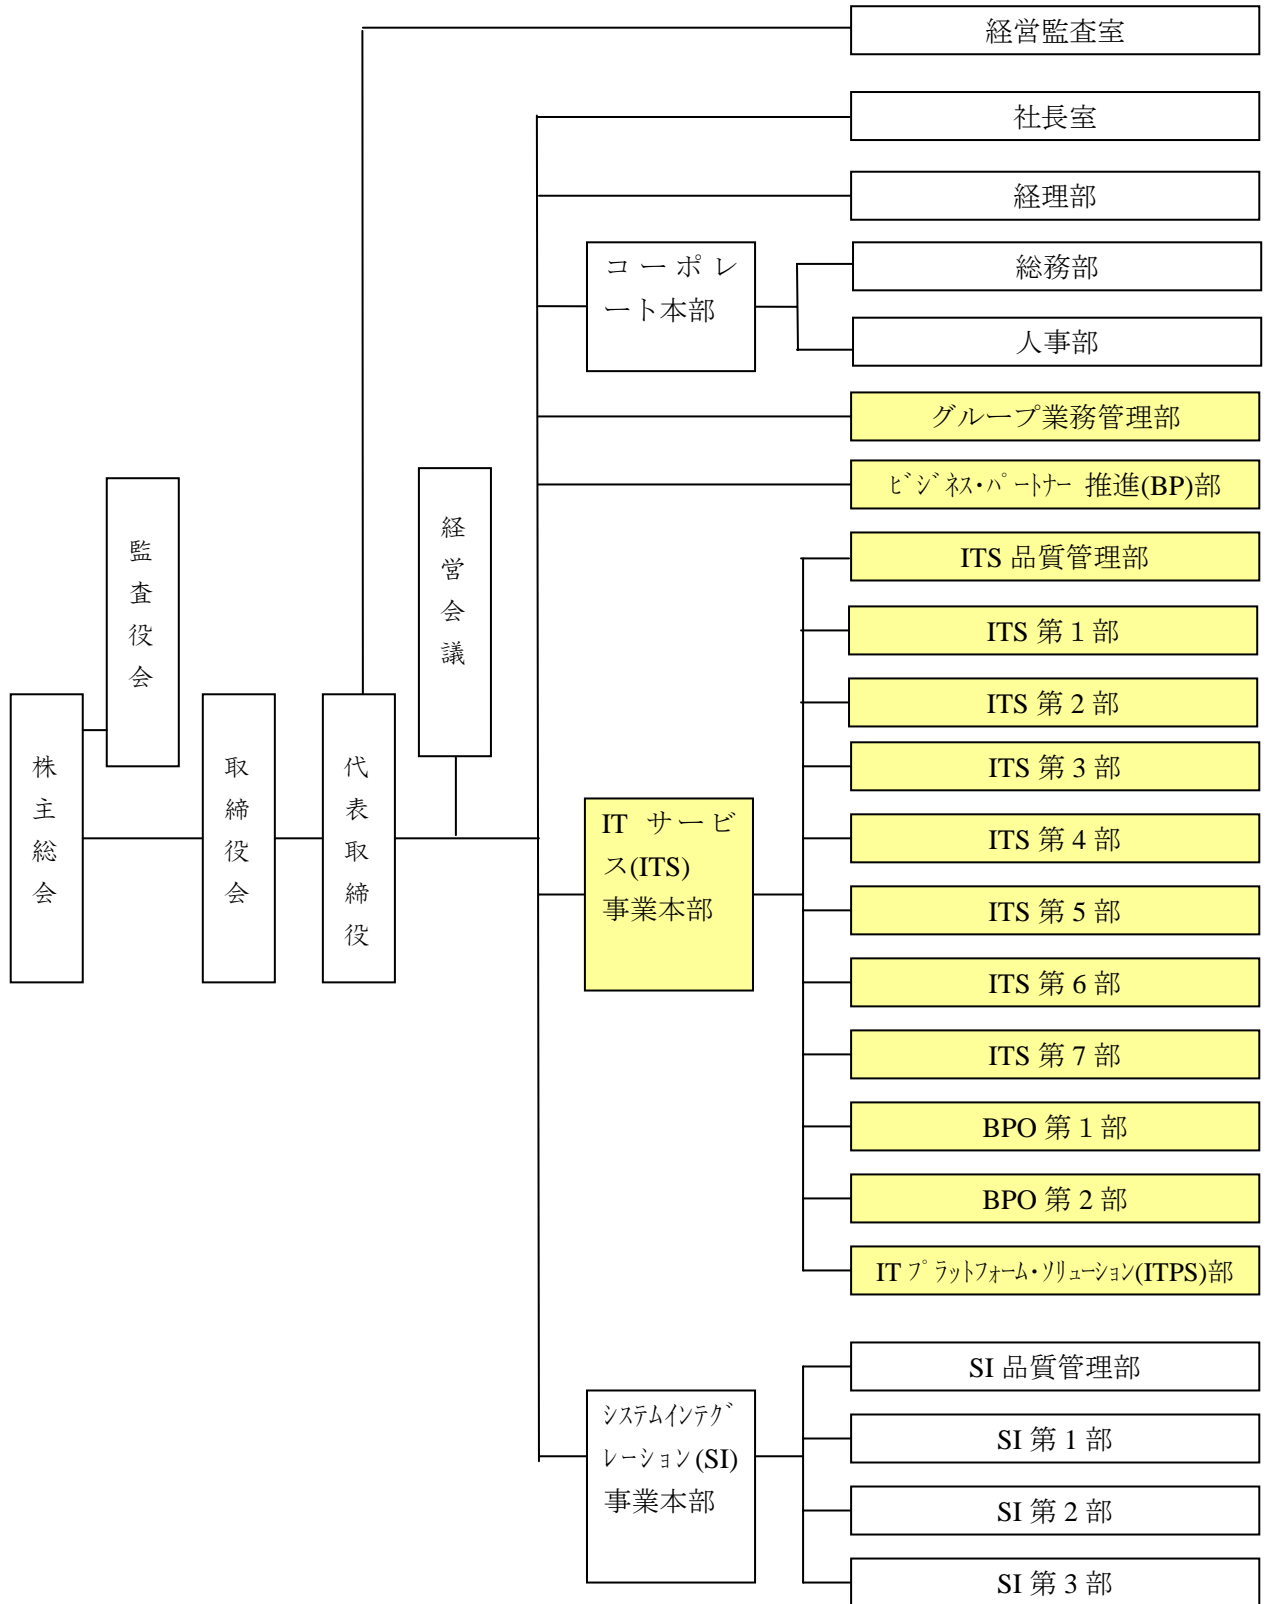 経営監査室
社長室
経理部
コーポレ
ート本部
総務部
人事部
グループ業務管理部
ﾋﾞｼﾞﾈｽ・ﾊﾟｰﾄﾅｰ 推進(BP)部
監査役会
経営会議
株主総会
取締役会
代表取締役
IT サービ
ス(ITS)
事業本部
ITS 品質管理部
ITS 第１部
ITS 第２部
ITS 第３部
ITS 第４部
ITS 第５部
ITS 第６部
ITS 第７部
BPO 第１部
BPO 第２部
IT ﾌﾟﾗｯﾄﾌｫｰﾑ・ｿﾘｭｰｼｮﾝ(ITPS)部
ｼｽﾃﾑｲﾝﾃｸﾞ
ﾚｰｼｮﾝ(SI)
事業本部
SI 品質管理部
SI 第１部
SI 第２部
SI 第３部